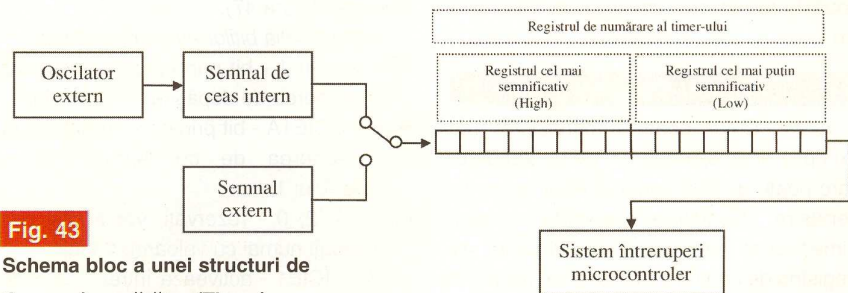 Registrul de numărare al timer-ului
Oscilator
extern
Semnal de
ceas intern
Registrul cel mai
semnificativ
(High)
Registrul cel mai puțin
semnificativ
(Low)
Semnal
extern
Fig. 43
Schema bloc a unei structuri de
Sistem întreruperi
microcontroler